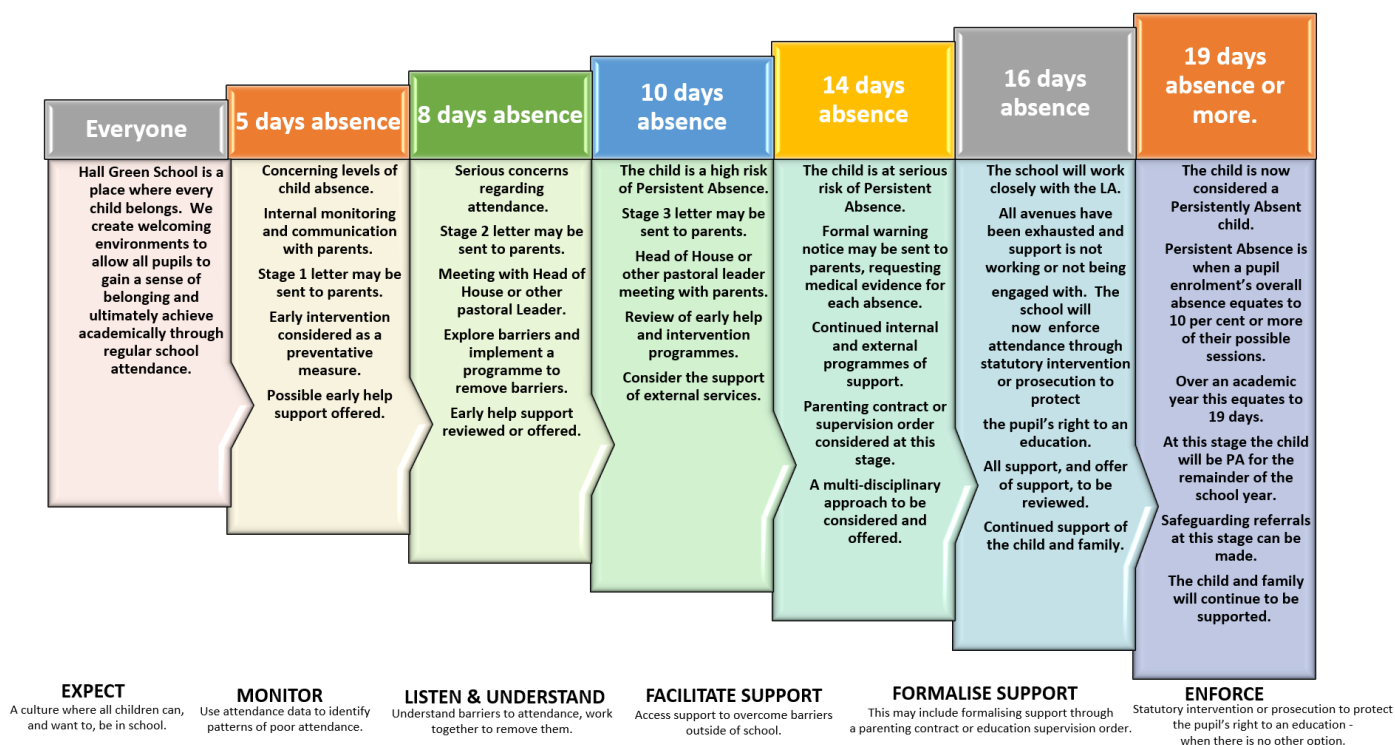 Everyone
Hall Green School is a
place where every
child belongs.  We
create welcoming
environments to
allow all pupils to
gain a sense of
belonging and
ultimately achieve
academically through
regular school
attendance.
5 days absence
Concerning levels of
child absence.
Internal monitoring
and communication
with parents.
Stage 1 letter may be
sent to parents.
Early intervention
considered as a
preventative
measure.
Possible early help
support offered.
8 days absence
Serious concerns
regarding
attendance.
Stage 2 letter may be
sent to parents.
Meeting with Head of
House or other
pastoral Leader.
Explore barriers and
implement a
programme to
remove barriers.
Early help support
reviewed or offered.
10 days
absence
The child is a high risk
of Persistent Absence.
Stage 3 letter may be
sent to parents.
Head of House or
other pastoral leader
meeting with parents.
Review of early help
and intervention
programmes.
Consider the support
of external services.
14 days
absence
The child is at serious
risk of Persistent
Absence.
Formal warning
notice may be sent to
parents, requesting
medical evidence for
each absence.
Continued internal
and external
programmes of
support.
Parenting contract or
supervision order
considered at this
stage.
A multi-disciplinary
approach to be
considered and
offered.
16 days
absence
The school will work
closely with the LA.
All avenues have
been exhausted and
support is not
working or not being
engaged with.  The
school will
now  enforce
attendance through
statutory intervention
or prosecution to
protect
the pupil's right to an
education.
All support, and offer
of support, to be
reviewed.
Continued support of
the child and family.
19 days
absence or
more.
The child is now
considered a
Persistently Absent
child.
Persistent Absence is
when a pupil
enrolment's overall
absence equates to
10 per cent or more
of their possible
sessions.
Over an academic
year this equates to
19 days.
At this stage the child
will be PA for the
remainder of the
school year.
Safeguarding referrals
at this stage can be
made.
The child and family
will continue to be
supported.
EXPECT
A culture where all children can,
and want to, be in school.
MONITOR
Use attendance data to identify
patterns of poor attendance.
LISTEN & UNDERSTAND
Understand barriers to attendance, work
together to remove them.
FACILITATE SUPPORT
Access support to overcome barriers
outside of school.
FORMALISE SUPPORT
This may include formalising support through
a parenting contract or education supervision order.
ENFORCE
Statutory intervention or prosecution to protect
the pupil's right to an education -
when there is no other option.